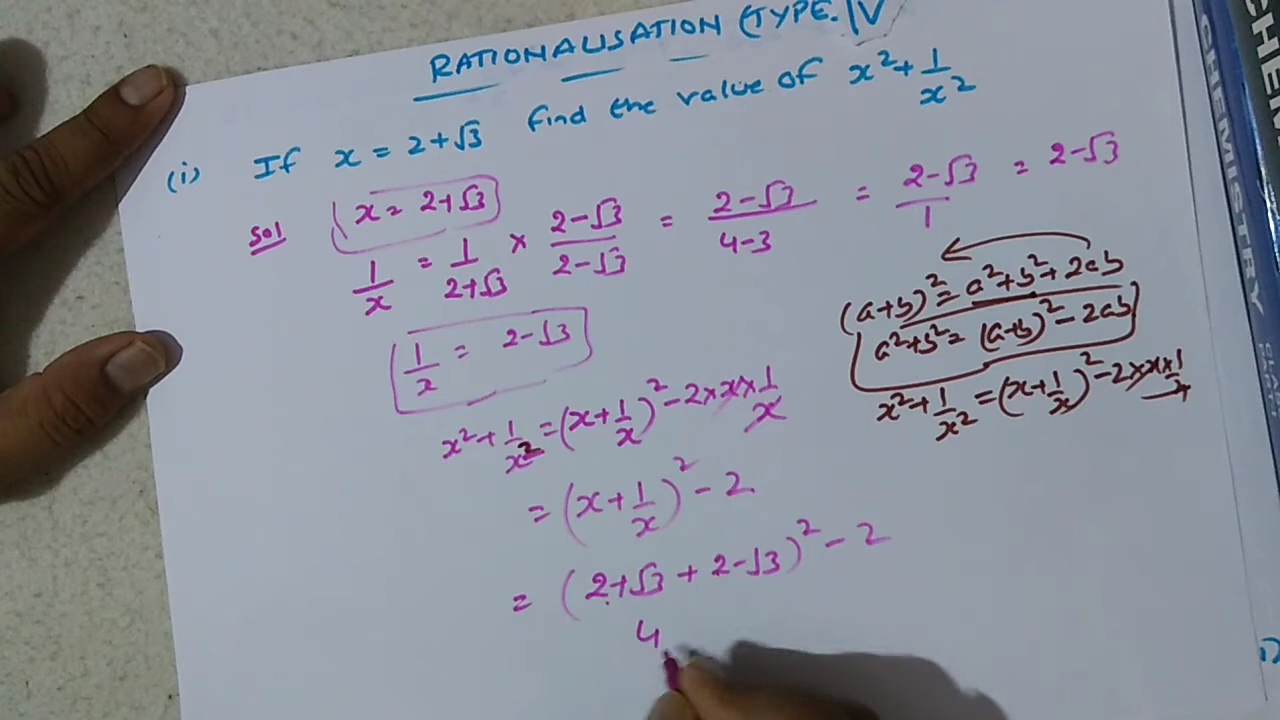 RATIONALISATION (TYPE. IV
(i) If x = 2+√3 find the value of x² + 1/x²
Sol x = 2+√3
1/x = 1/2+√3 × 2-√3/2-√3 = 2-√3/4-3 = 2-√3/1 = 2-√3
1/x = 2-√3
(a+b)² = a²+b²+2ab
a²+b² = (a+b)² - 2ab
x²+1/x² = (x+1/x)² - 2×x×1/x
x²+1/x² = (x+1/x)² - 2×x×1/x
= (x+1/x)² - 2
= (2+√3 + 2-√3)² - 2
4
CHEMISTRY